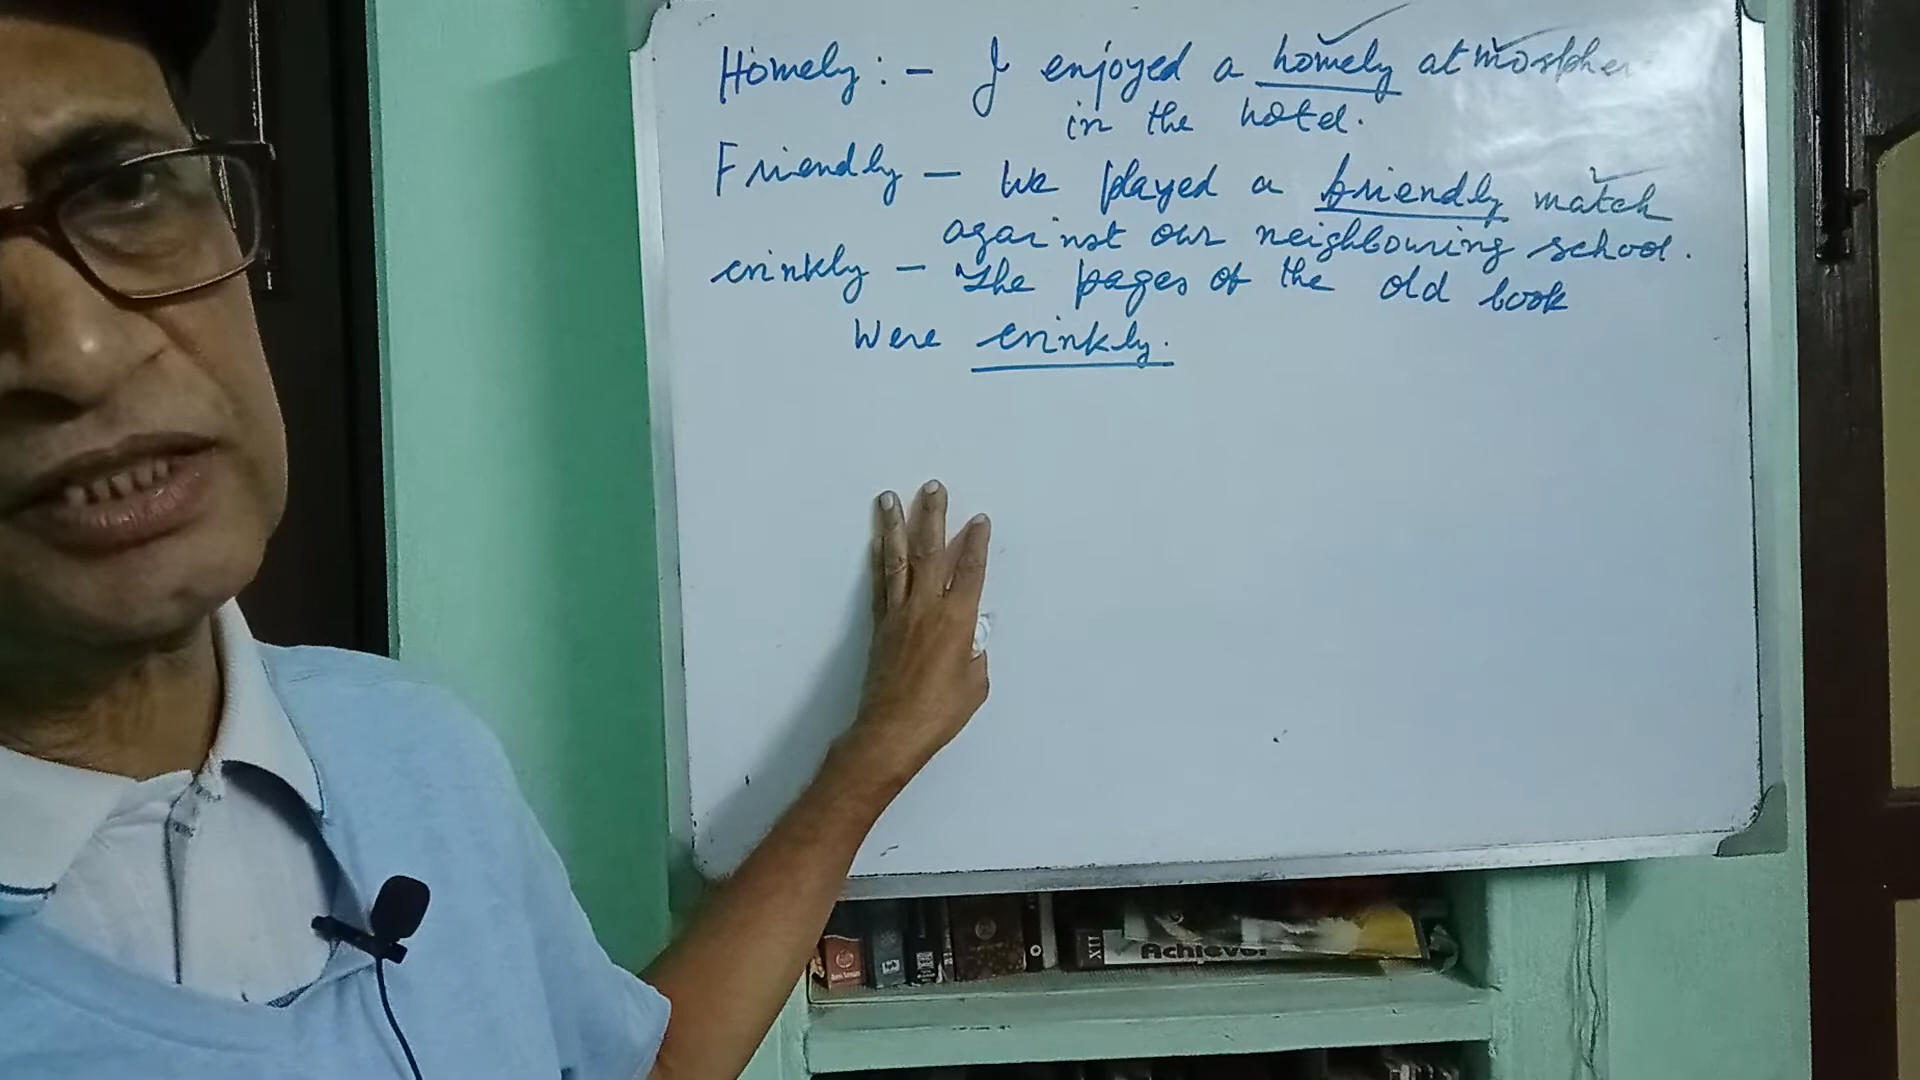 Homely :- I enjoyed a homely atmosphe
in the hotel.
Friendly - We played a friendly match
against our neighbouring school.
crinkly - The pages of the old book
were crinkly.
XII Achiever